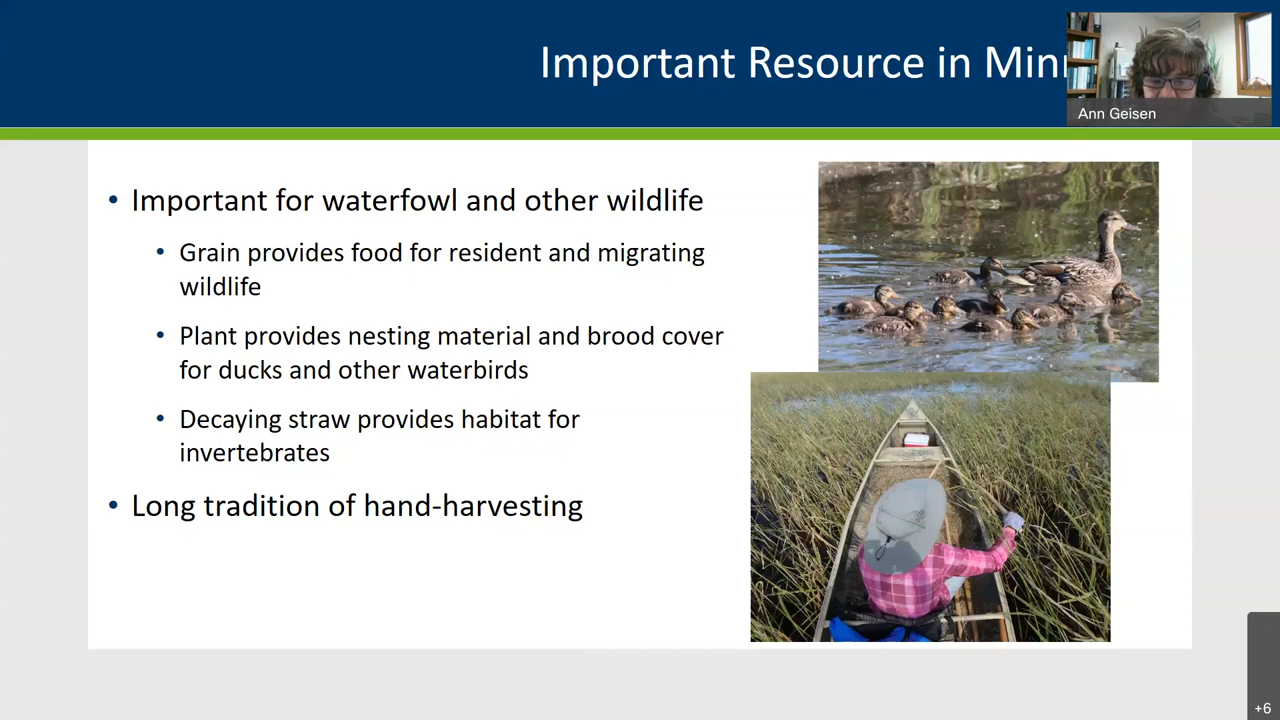 Important Resource in Min
Ann Geisen
• Important for waterfowl and other wildlife
• Grain provides food for resident and migrating
wildlife
• Plant provides nesting material and brood cover
for ducks and other waterbirds
• Decaying straw provides habitat for
invertebrates
• Long tradition of hand-harvesting
+6